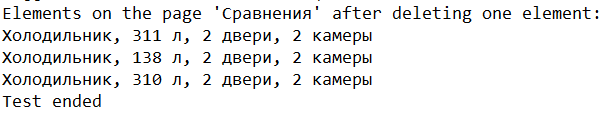 Elements on the page 'Сравнения' after deleting one element:
Холодильник, 311 л, 2 двери, 2 камеры
Холодильник, 138 л, 2 двери, 2 камеры
Холодильник, 310 л, 2 двери, 2 камеры
Test ended